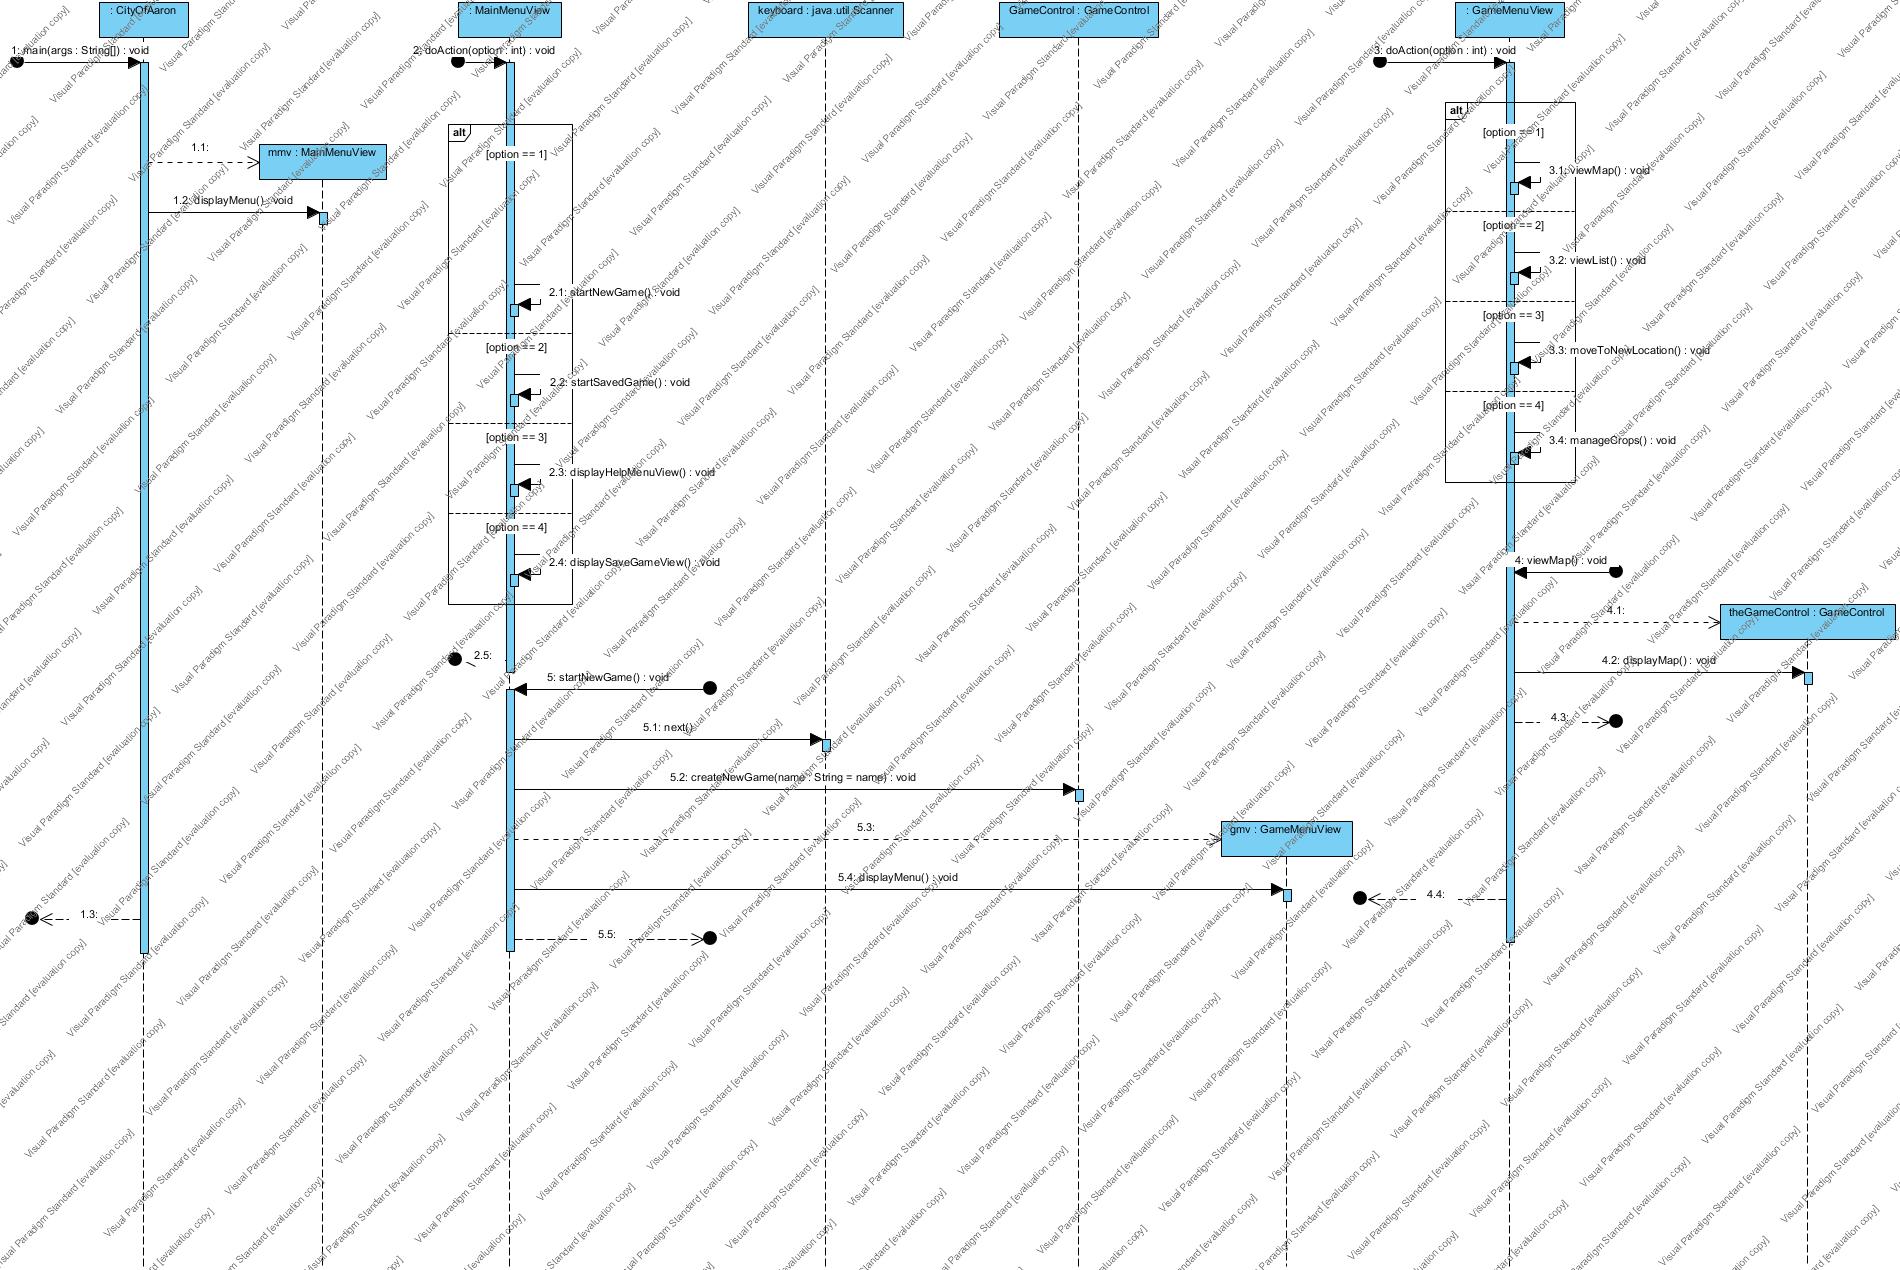 : CityOfAaron
: MainMenuView
keyboard : java.util.Scanner
GameControl : GameControl
: GameMenuView
1: main(args : String[]) : void
2: doAction(option : int) : void
3: doAction(option : int) : void
alt
[option == 1]
3.1: viewMap() : void
[option == 2]
3.2: viewList() : void
[option == 3]
3.3: moveToNewLocation() : void
[option == 4]
3.4: manageCrops() : void
alt
[option == 1]
2.1: startNewGame() : void
[option == 2]
2.2: startSavedGame() : void
[option == 3]
2.3: displayHelpMenuView() : void
[option == 4]
2.4: displaySaveGameView() : void
2.5:
1.1:
mmv : MainMenuView
1.2: displayMenu() : void
4: viewMap() : void
4.1:
theGameControl : GameControl
4.2: displayMap() : void
4.3:
5: startNewGame() : void
5.1: next()
5.2: createNewGame(name : String = name) : void
5.3:
gmv : GameMenuView
5.4: displayMenu() : void
4.4:
1.3:
5.5:
Visual Paradigm Standard [evaluation copy]